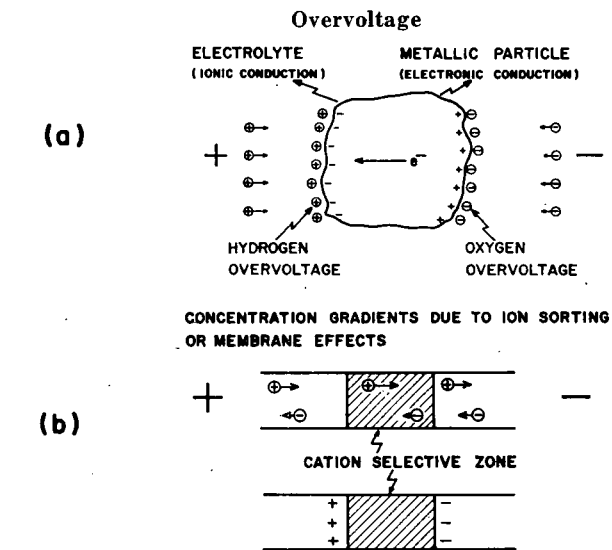 Overvoltage
ELECTROLYTE
(IONIC CONDUCTION)
METALLIC PARTICLE
(ELECTRONIC CONDUCTION)
(a)
+
e⁻
−
HYDROGEN
OVERVOLTAGE
OXYGEN
OVERVOLTAGE
CONCENTRATION GRADIENTS DUE TO ION SORTING
OR MEMBRANE EFFECTS
(b)
+
−
CATION SELECTIVE ZONE